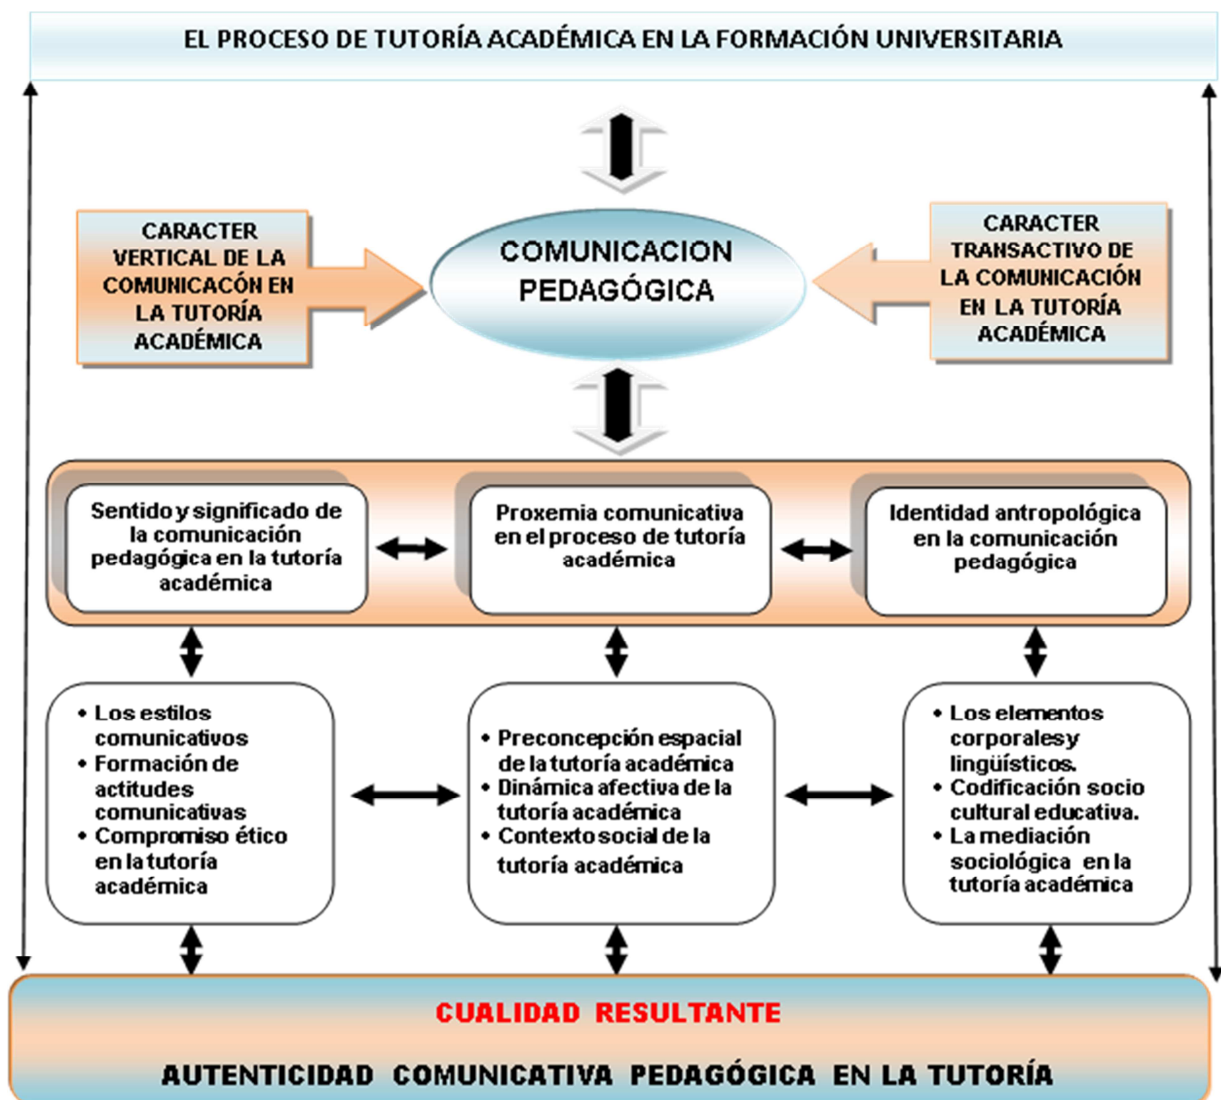 EL PROCESO DE TUTORÍA ACADÉMICA EN LA FORMACIÓN UNIVERSITARIA
CARACTER
VERTICAL DE LA
COMUNICACÓN EN
LA TUTORÍA
ACADÉMICA
COMUNICACION
PEDAGÓGICA
CARACTER
TRANSACTIVO DE
LA COMUNICACIÓN
EN LA TUTORÍA
ACADÉMICA
Sentido y significado de
la comunicación
pedagógica en la tutoría
académica
Proxemia comunicativa
en el proceso de tutoría
académica
Identidad antropológica
en la comunicación
pedagógica
• Los estilos
comunicativos
• Formación de
actitudes
comunicativas
• Compromiso ético
en la tutoría
académica
• Preconcepción espacial
de la tutoría académica
• Dinámica afectiva de la
tutoría académica
• Contexto social de la
tutoría académica
• Los elementos
corporales y
lingüísticos.
• Codificación socio
cultural educativa.
• La mediación
sociológica en la
tutoría académica
CUALIDAD RESULTANTE
AUTENTICIDAD COMUNICATIVA PEDAGÓGICA EN LA TUTORÍA